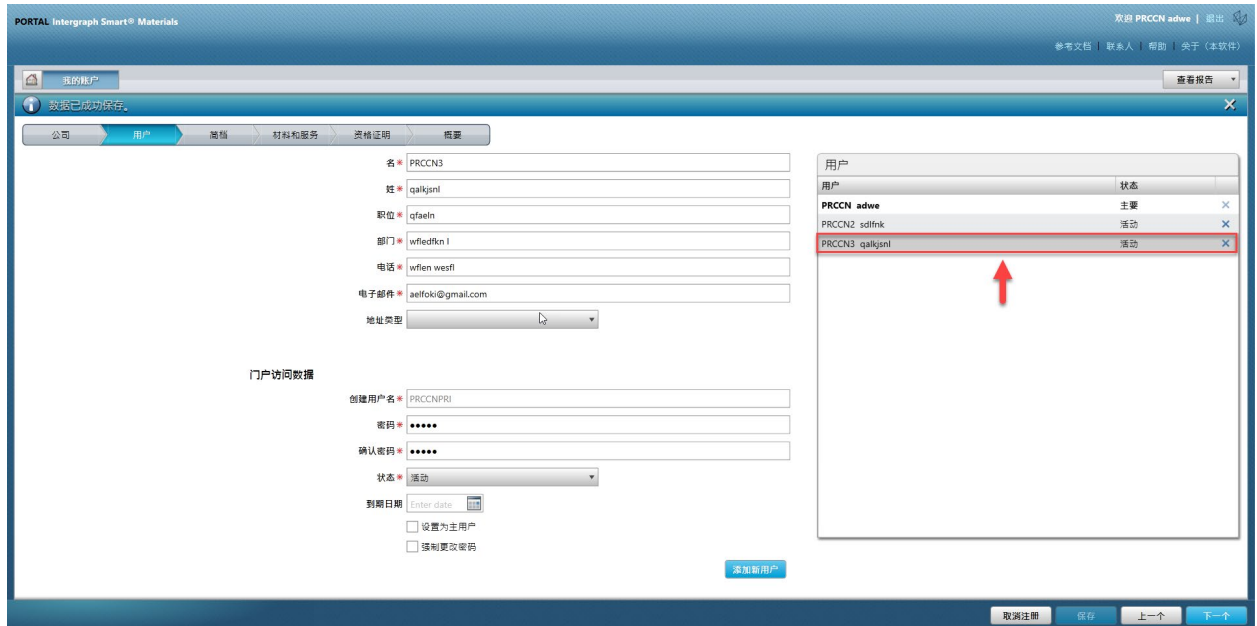 PORTAL Intergraph Smart® Materials
欢迎 PRCCN adwe | 退出
参考文档 | 联系人 | 帮助 | 关于（本软件）
我的账户
查看报告
数据已成功保存。
公司 用户 简档 材料和服务 资格证明 概要
名* PRCCN3
姓* qalkjsnl
职位* qfaeln
部门* wfledfkn l
电话* wflen wesfl
电子邮件* aelfoki@gmail.com
地址类型
门户访问数据
创建用户名* PRCCNPRI
密码* •••••
确认密码* •••••
状态* 活动
到期日期 Enter date
设置为主用户
强制更改密码
添加新用户
用户
用户 状态
PRCCN adwe 主要
PRCCN2 sdlfnk 活动
PRCCN3 qalkjsnl 活动
取消注册 保存 上一个 下一个